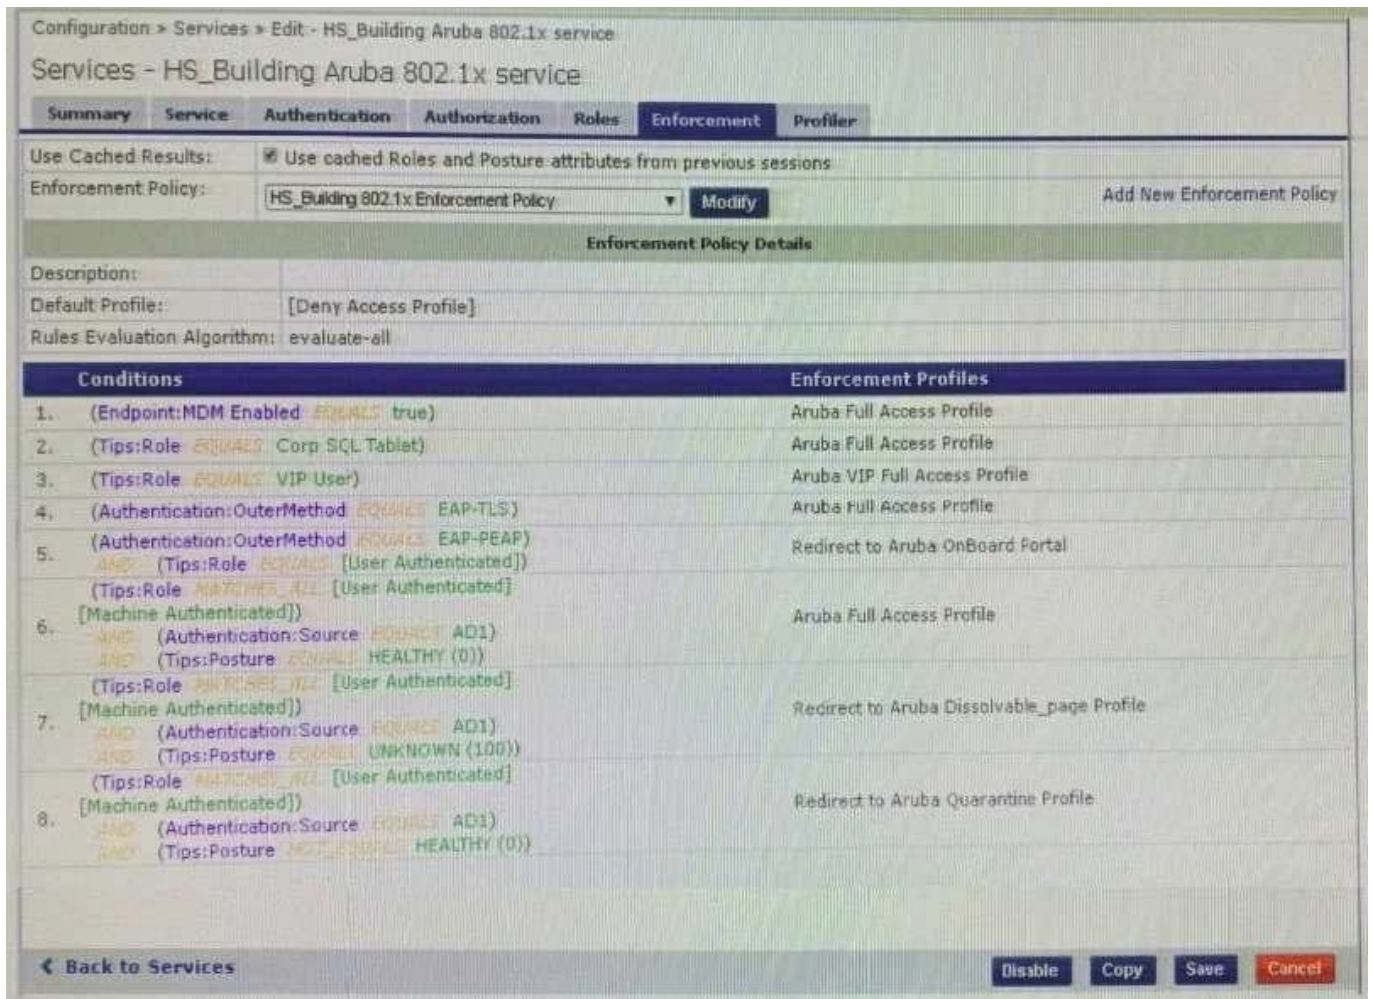 Configuration » Services » Edit - HS_Building Aruba 802.1x service
Services - HS_Building Aruba 802.1x service
Summary Service Authentication Authorization Roles Enforcement Profiler
Use Cached Results: Use cached Roles and Posture attributes from previous sessions
Enforcement Policy: HS_Building 802.1x Enforcement Policy Modify Add New Enforcement Policy
Enforcement Policy Details
Description:
Default Profile: [Deny Access Profile]
Rules Evaluation Algorithm: evaluate-all
Conditions Enforcement Profiles
1. (Endpoint:MDM Enabled EQUALS true) Aruba Full Access Profile
2. (Tips:Role EQUALS Corp SQL Tablet) Aruba Full Access Profile
3. (Tips:Role EQUALS VIP User) Aruba VIP Full Access Profile
4. (Authentication:OuterMethod EQUALS EAP-TLS) Aruba Full Access Profile
5. (Authentication:OuterMethod EQUALS EAP-PEAP)
AND (Tips:Role EQUALS [User Authenticated]) Redirect to Aruba OnBoard Portal
6. (Tips:Role MATCHES_ALL [User Authenticated]
[Machine Authenticated]) Aruba Full Access Profile
AND (Authentication:Source EQUALS AD1)
AND (Tips:Posture EQUALS HEALTHY (0))
7. (Tips:Role MATCHES_ALL [User Authenticated]
[Machine Authenticated]) Redirect to Aruba Dissolvable_page Profile
AND (Authentication:Source EQUALS AD1)
AND (Tips:Posture EQUALS UNKNOWN (100))
8. (Tips:Role MATCHES_ALL [User Authenticated]
[Machine Authenticated]) Redirect to Aruba Quarantine Profile
AND (Authentication:Source EQUALS AD1)
AND (Tips:Posture NOT_EQUALS HEALTHY (0))
Back to Services Disable Copy Save Cancel